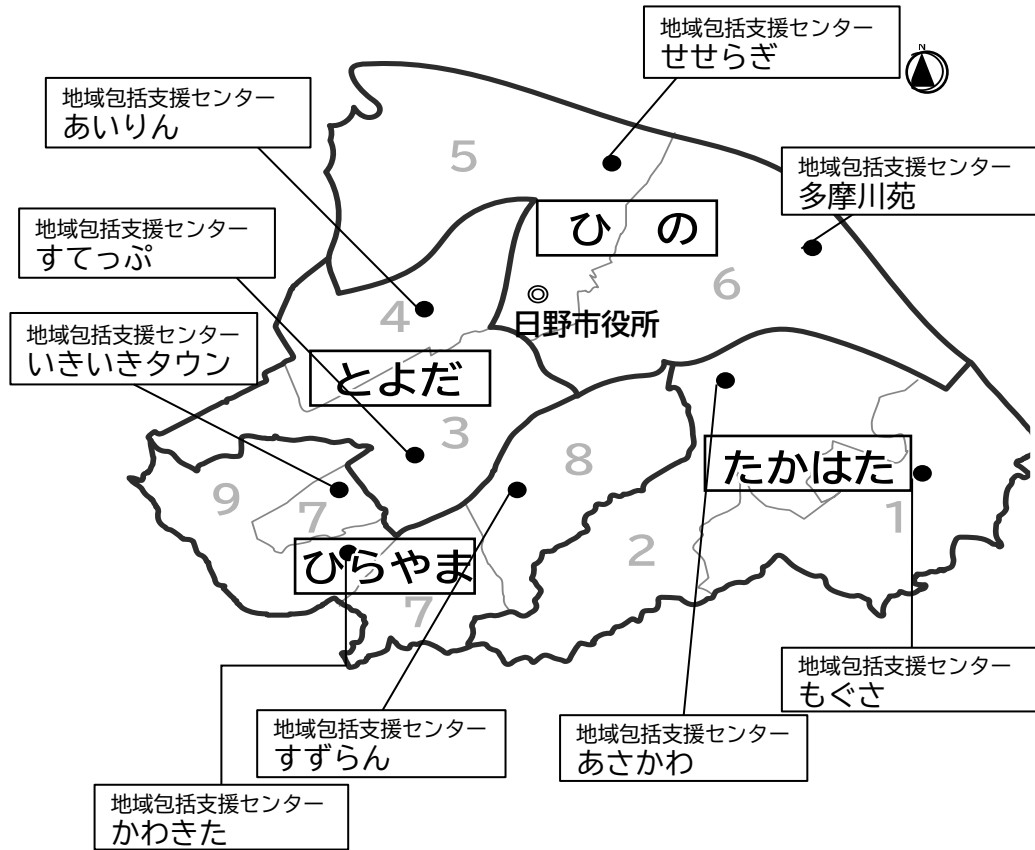 地域包括支援センター
せせらぎ
N
地域包括支援センター
あいりん
5
地域包括支援センター
多摩川苑
地域包括支援センター
すてっぷ
ひの
6
4
日野市役所
地域包括支援センター
いきいきタウン
とよだ
3
8
たかはた
9
7
1
2
ひらやま
7
地域包括支援センター
もぐさ
地域包括支援センター
すずらん
地域包括支援センター
あさかわ
地域包括支援センター
かわきた